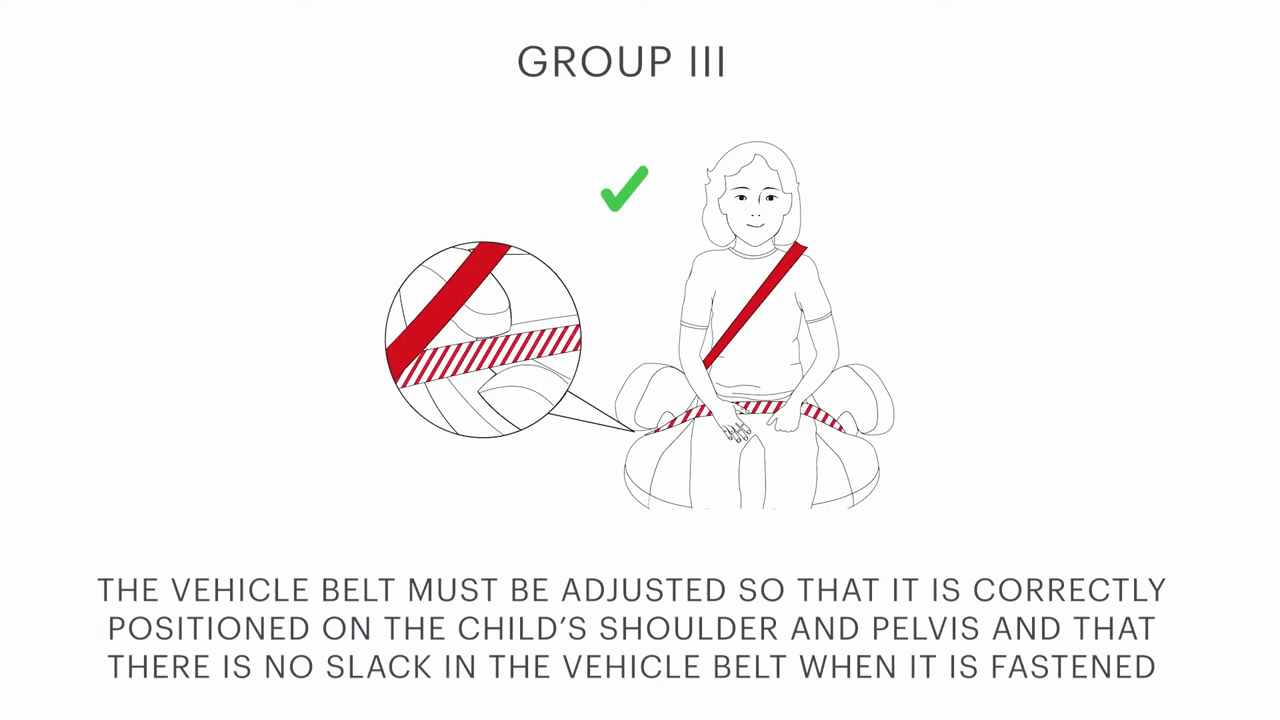 GROUP III
THE VEHICLE BELT MUST BE ADJUSTED SO THAT IT IS CORRECTLY
POSITIONED ON THE CHILD’S SHOULDER AND PELVIS AND THAT
THERE IS NO SLACK IN THE VEHICLE BELT WHEN IT IS FASTENED